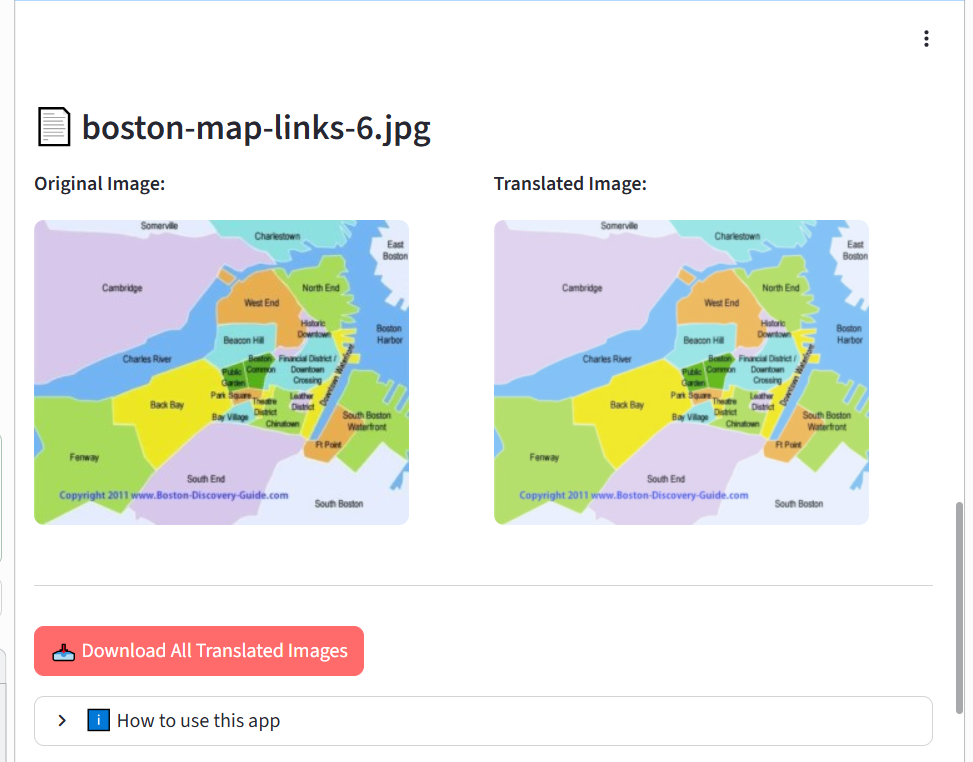 boston-map-links-6.jpg
Original Image:
Translated Image:
Somerville
Charlestown
East
Boston
Cambridge
North End
West End
Historic
Downtown
Boston
Harbor
Beacon Hill
Charles River
Boston
Common
Financial District /
Downtown
Crossing
Public
Garden
Downtown Waterfront
Park Square
Theatre
District
Leather
District
Back Bay
Bay Village
Chinatown
South Boston
Waterfront
Ft Point
Fenway
South End
Copyright 2011 www.Boston-Discovery-Guide.com
South Boston
Somerville
Charlestown
East
Boston
Cambridge
North End
West End
Historic
Downtown
Boston
Harbor
Beacon Hill
Charles River
Boston
Common
Financial District /
Downtown
Crossing
Public
Garden
Downtown Waterfront
Park Square
Theatre
District
Leather
District
Back Bay
Bay Village
Chinatown
South Boston
Waterfront
Ft Point
Fenway
South End
Copyright 2011 www.Boston-Discovery-Guide.com
South Boston
Download All Translated Images
i How to use this app